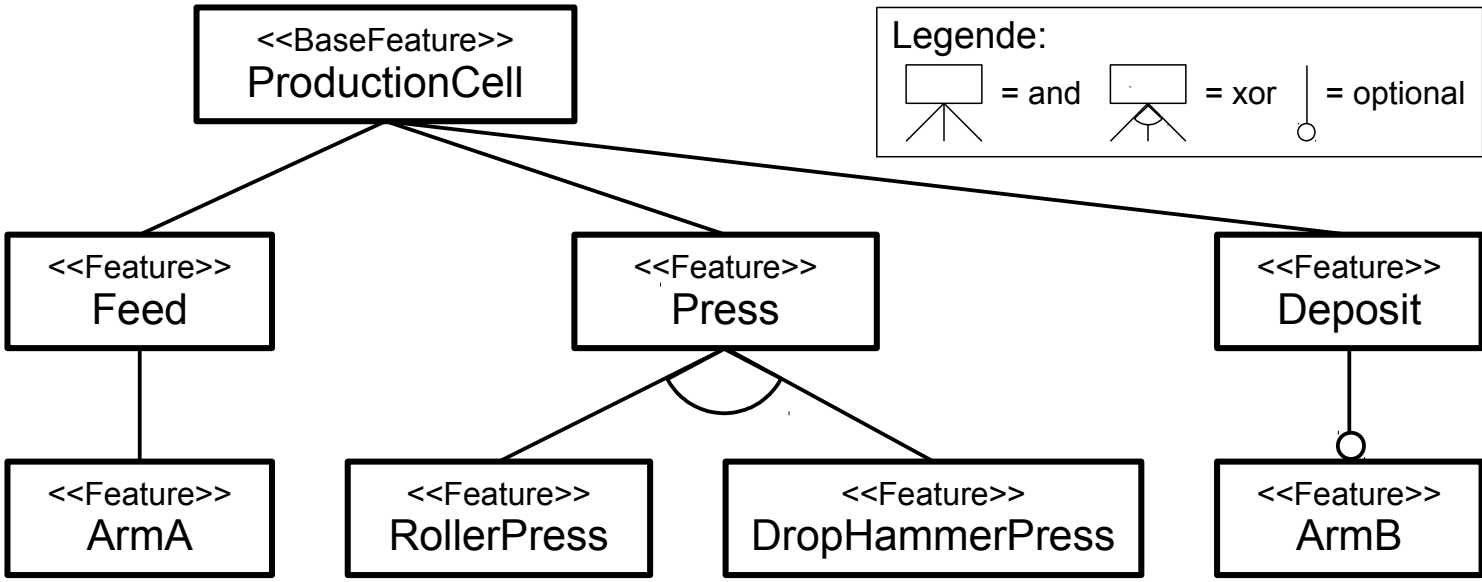 <<BaseFeature>>
ProductionCell
Legende:
= and
= xor
= optional
<<Feature>>
Feed
<<Feature>>
Press
<<Feature>>
Deposit
<<Feature>>
ArmA
<<Feature>>
RollerPress
<<Feature>>
DropHammerPress
<<Feature>>
ArmB